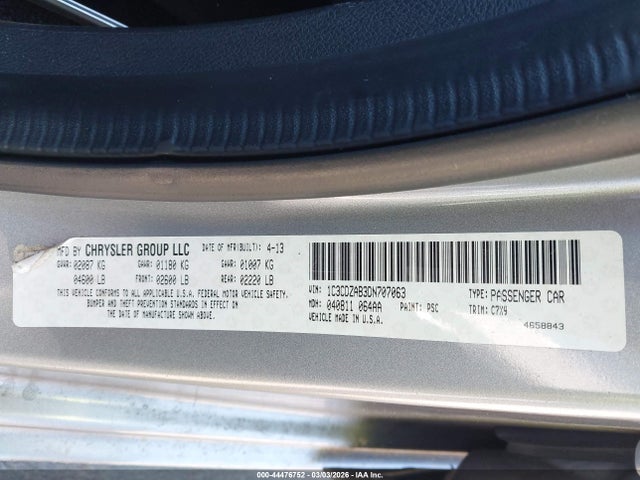 MFD BY CHRYSLER GROUP LLC DATE OF MFR(BUILT) 4-13
GVWR: 02087 KG GAWR: 01180 KG GAWR: 01007 KG
04600 LB FRONT: 02600 LB REAR: 02220 LB
THIS VEHICLE CONFORMS TO ALL APPLICABLE U.S.A. FEDERAL MOTOR VEHICLE SAFETY,
BUMPER AND THEFT PREVENTION STANDARDS IN EFFECT ON
THE DATE OF MANUFACTURE SHOWN ABOVE.
VIN: 1C3CDZAB3DN707063 TYPE: PASSENGER CAR
MDH: 040811 064AA PAINT: PSC TRIM: C7X9
VEHICLE MADE IN U.S.A. 4658843
000-44476752 | 03/03/2026 - IAA Inc.